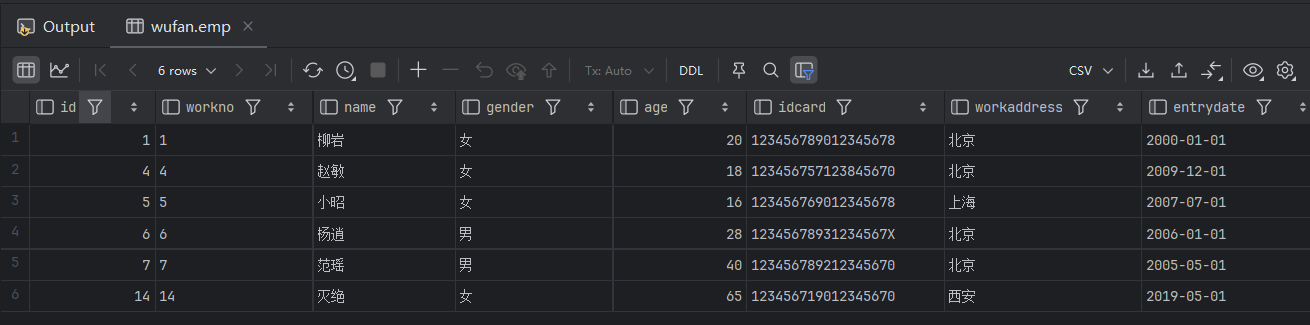 Output wufan.emp
6 rows Tx: Auto DDL CSV
id workno name gender age idcard workaddress entrydate
1 1 1 柳岩 女 20 123456789012345678 北京 2000-01-01
2 4 4 赵敏 女 18 123456757123845670 北京 2009-12-01
3 5 5 小昭 女 16 123456769012345678 上海 2007-07-01
4 6 6 杨逍 男 28 12345678931234567X 北京 2006-01-01
5 7 7 范瑶 男 40 123456789212345670 北京 2005-05-01
6 14 14 灭绝 女 65 123456719012345670 西安 2019-05-01